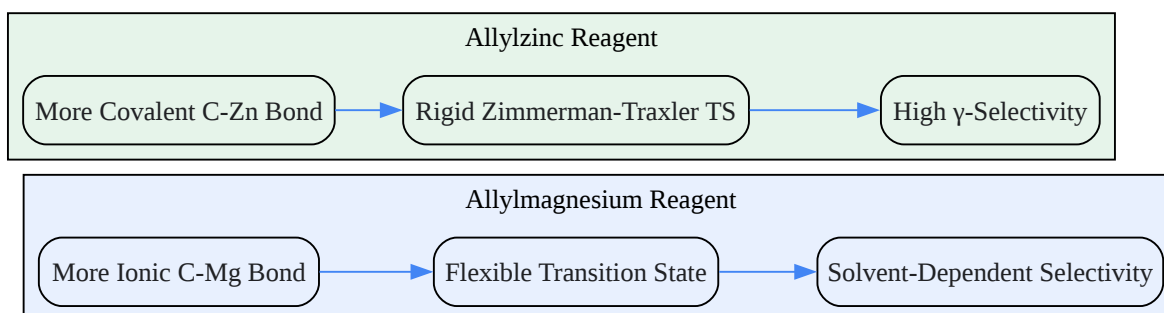 Allylzinc Reagent
More Covalent C-Zn Bond
Rigid Zimmerman-Traxler TS
High γ-Selectivity
Allylmagnesium Reagent
More Ionic C-Mg Bond
Flexible Transition State
Solvent-Dependent Selectivity